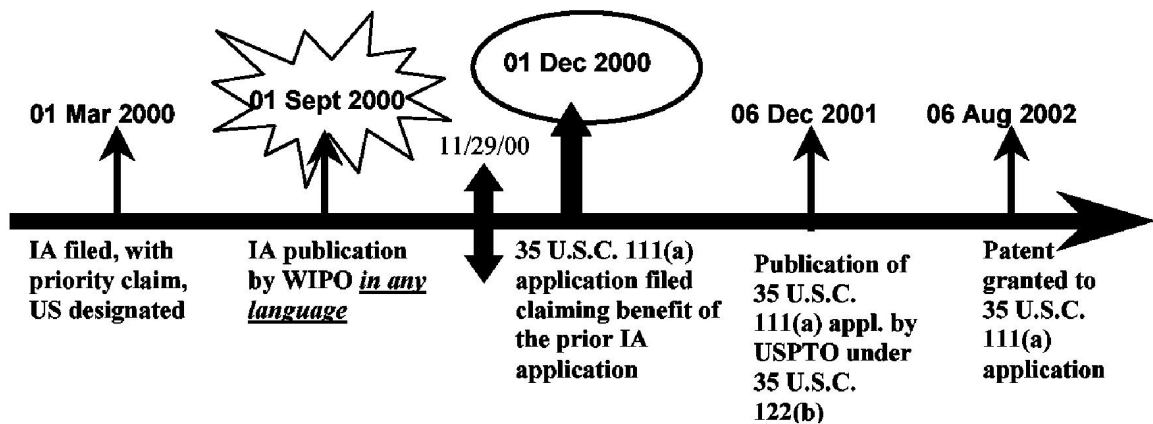 01 Mar 2000
01 Sept 2000
11/29/00
01 Dec 2000
06 Dec 2001
06 Aug 2002
IA filed, with
priority claim,
US designated
IA publication
by WIPO in any
language
35 U.S.C. 111(a)
application filed
claiming benefit of
the prior IA
application
Publication of
35 U.S.C.
111(a) appl. by
USPTO under
35 U.S.C.
122(b)
Patent
granted to
35 U.S.C.
111(a)
application